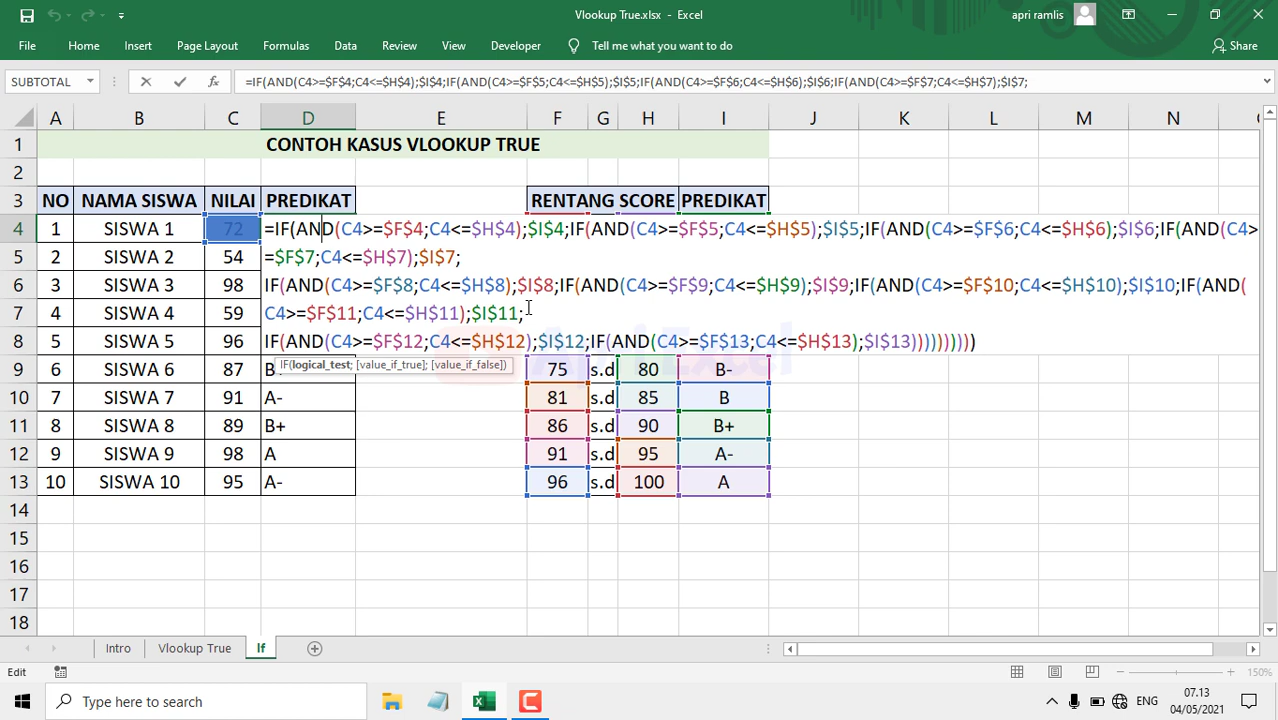 Vlookup True.xlsx - Excel
apri ramlis
File Home Insert Page Layout Formulas Data Review View Developer Tell me what you want to do Share
SUBTOTAL fx =IF(AND(C4>=$F$4;C4<=$H$4);$I$4;IF(AND(C4>=$F$5;C4<=$H$5);$I$5;IF(AND(C4>=$F$6;C4<=$H$6);$I$6;IF(AND(C4>=$F$7;C4<=$H$7);$I$7;
A B C D E F G H I J K L M N
1 CONTOH KASUS VLOOKUP TRUE
2
3 NO NAMA SISWA NILAI PREDIKAT RENTANG SCORE PREDIKAT
4 1 SISWA 1 72 =IF(AND(C4>=$F$4;C4<=$H$4);$I$4;IF(AND(C4>=$F$5;C4<=$H$5);$I$5;IF(AND(C4>=$F$6;C4<=$H$6);$I$6;IF(AND(C4>
5 2 SISWA 2 54 =$F$7;C4<=$H$7);$I$7;
6 3 SISWA 3 98 IF(AND(C4>=$F$8;C4<=$H$8);$I$8;IF(AND(C4>=$F$9;C4<=$H$9);$I$9;IF(AND(C4>=$F$10;C4<=$H$10);$I$10;IF(AND(
7 4 SISWA 4 59 C4>=$F$11;C4<=$H$11);$I$11;
8 5 SISWA 5 96 IF(AND(C4>=$F$12;C4<=$H$12);$I$12;IF(AND(C4>=$F$13;C4<=$H$13);$I$13))))))))))
IF(logical_test; [value_if_true]; [value_if_false])
9 6 SISWA 6 87 75 s.d 80 B-
10 7 SISWA 7 91 A- 81 s.d 85 B
11 8 SISWA 8 89 B+ 86 s.d 90 B+
12 9 SISWA 9 98 A 91 s.d 95 A-
13 10 SISWA 10 95 A- 96 s.d 100 A
14
15
16
17
18
Intro Vlookup True If
Edit 150%
Type here to search
ENG
07.13
04/05/2021